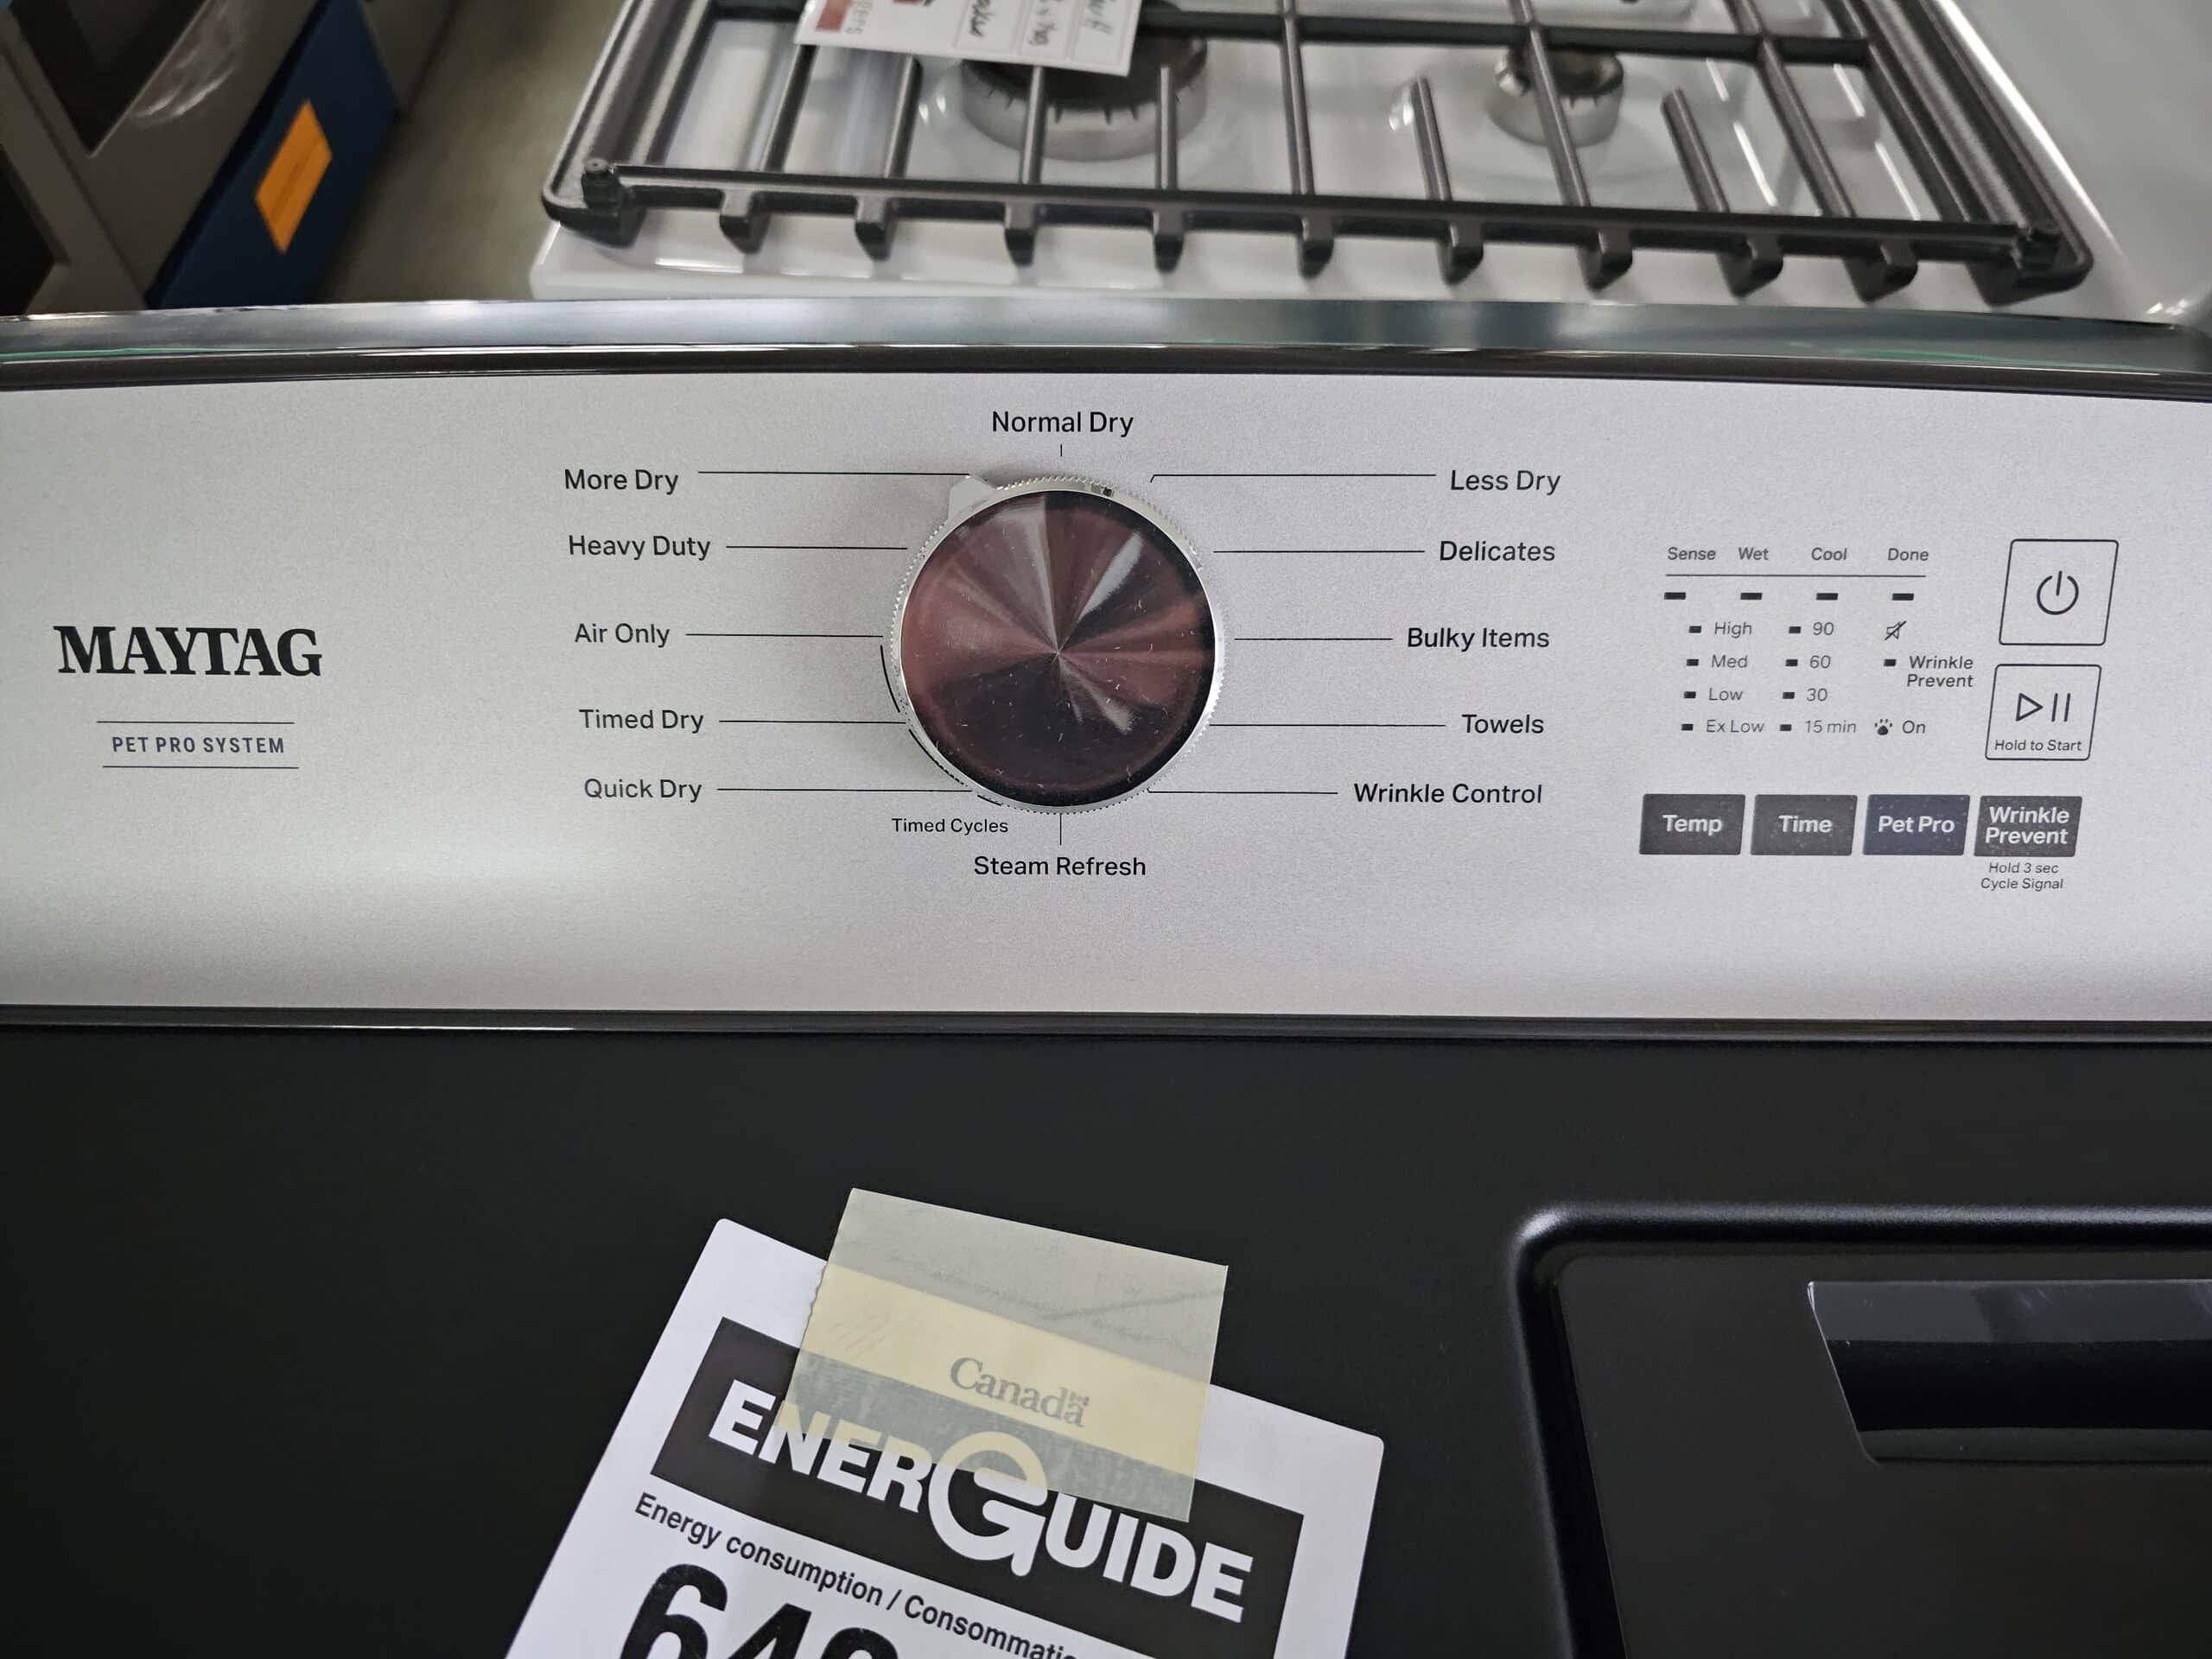 Normal Dry
More Dry
Less Dry
Heavy Duty
Delicates
Air Only
Bulky Items
Timed Dry
Towels
Quick Dry
Wrinkle Control
Timed Cycles
Steam Refresh
MAYTAG
PET PRO SYSTEM
Sense Wet Cool Done
High 90
Med 60 Wrinkle
Prevent
Low 30
Ex Low 15 min On
Hold to Start
Temp Time Pet Pro Wrinkle
Prevent
Hold 3 sec
Cycle Signal
Canada
ENERGUIDE
Energy consumption / Consommati